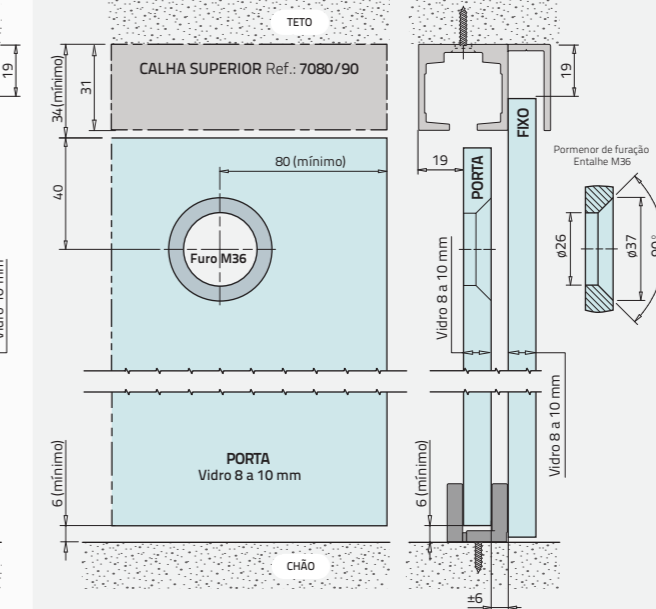 TETO
19
34(mínimo)
31
CALHA SUPERIOR Ref.: 7080/90
19
FIXO
Pormenor de furação
Entalhe M36
40
80 (mínimo)
19
PORTA
Furo M36
ø26
ø37
90°
Vidro 8 a 10 mm
Vidro 8 a 10 mm
PORTA
Vidro 8 a 10 mm
6 (mínimo)
6 (mínimo)
CHÃO
±6